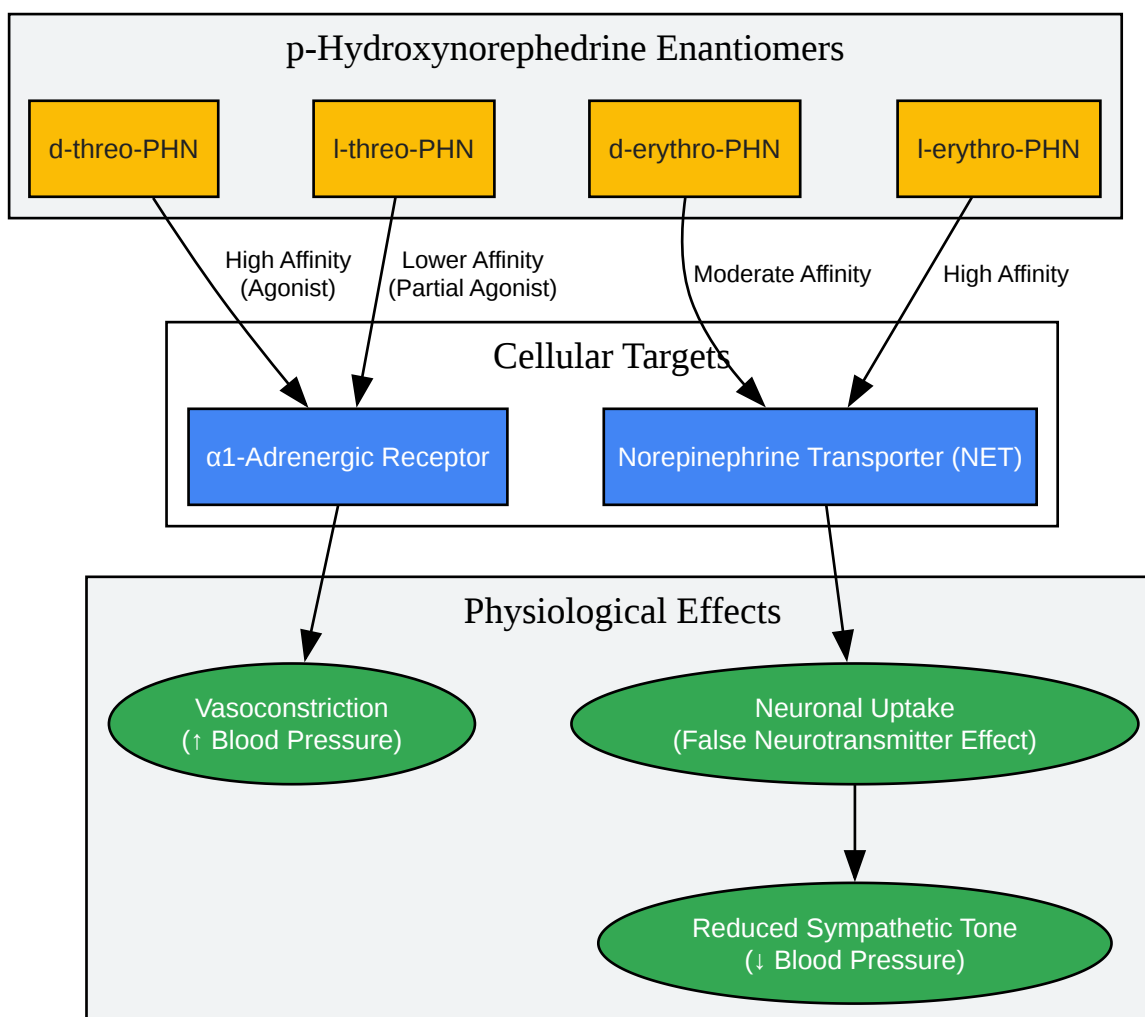 p-Hydroxynorephedrine Enantiomers
d-threo-PHN
l-threo-PHN
d-erythro-PHN
l-erythro-PHN
High Affinity
(Agonist)
Lower Affinity
(Partial Agonist)
Moderate Affinity
High Affinity
Cellular Targets
α1-Adrenergic Receptor
Norepinephrine Transporter (NET)
Physiological Effects
Vasoconstriction
(↑ Blood Pressure)
Neuronal Uptake
(False Neurotransmitter Effect)
Reduced Sympathetic Tone
(↓ Blood Pressure)